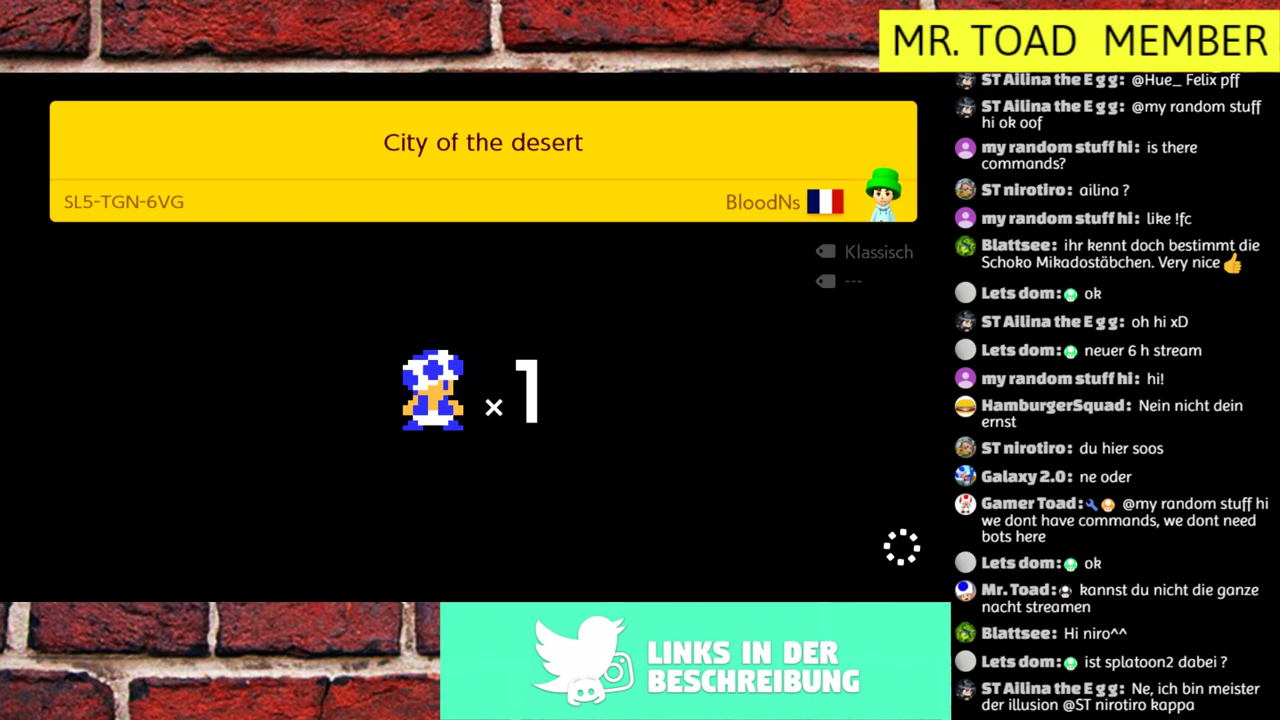 MR. TOAD MEMBER
City of the desert
SL5-TGN-6VG
BloodNs
Klassisch
---
×1
LINKS IN DER
BESCHREIBUNG
ST Ailina the E g g: @Hue_ Felix pff
ST Ailina the E g g: @my random stuff
hi ok oof
my random stuff hi: is there
commands?
ST nirotiro: ailina ?
my random stuff hi: like !fc
Blattsee: ihr kennt doch bestimmt die
Schoko Mikadostäbchen. Very nice👍
Lets dom: ok
ST Ailina the E g g: oh hi xD
Lets dom: neuer 6 h stream
my random stuff hi: hi!
HamburgerSquad: Nein nicht dein
ernst
ST nirotiro: du hier soos
Galaxy 2.0: ne oder
Gamer Toad: @my random stuff hi
we dont have commands, we dont need
bots here
Lets dom: ok
Mr. Toad: kannst du nicht die ganze
nacht streamen
Blattsee: Hi niro^^
Lets dom: ist splatoon2 dabei ?
ST Ailina the E g g: Ne, ich bin meister
der illusion @ST nirotiro kappa